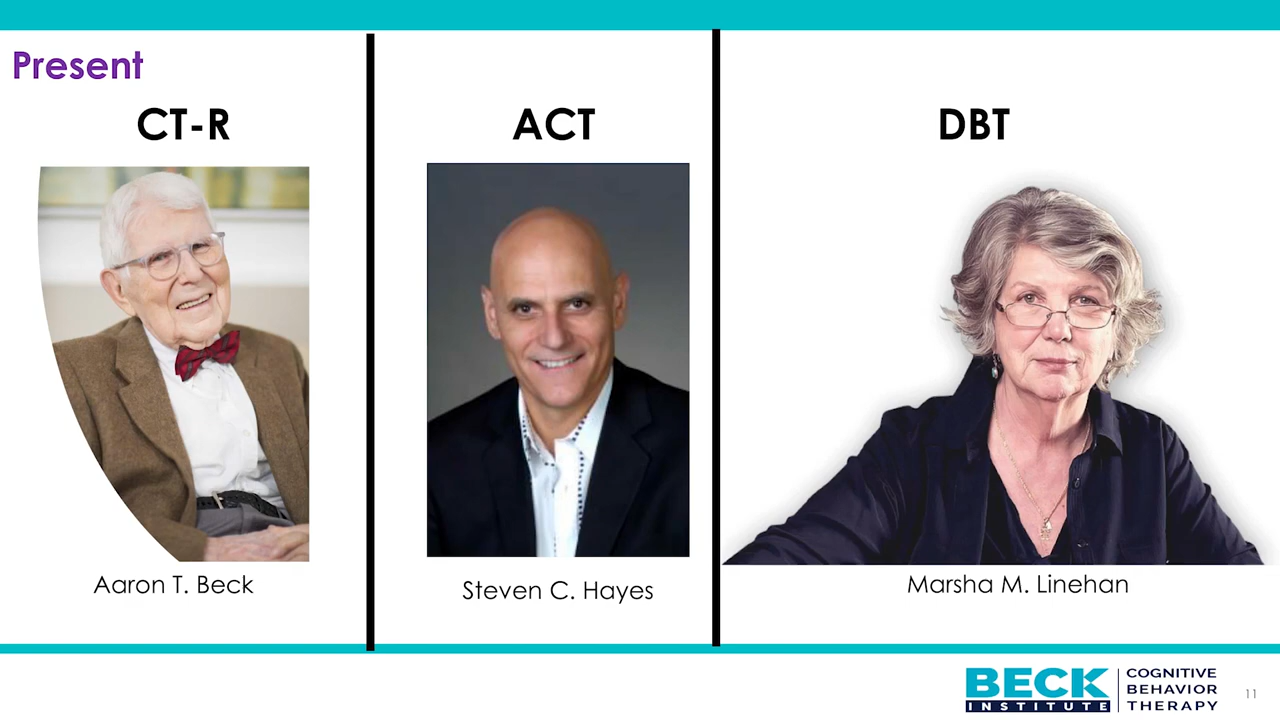 Present
CT-R
ACT
DBT
Aaron T. Beck
Steven C. Hayes
Marsha M. Linehan
BECK
INSTITUTE
COGNITIVE
BEHAVIOR
THERAPY
11